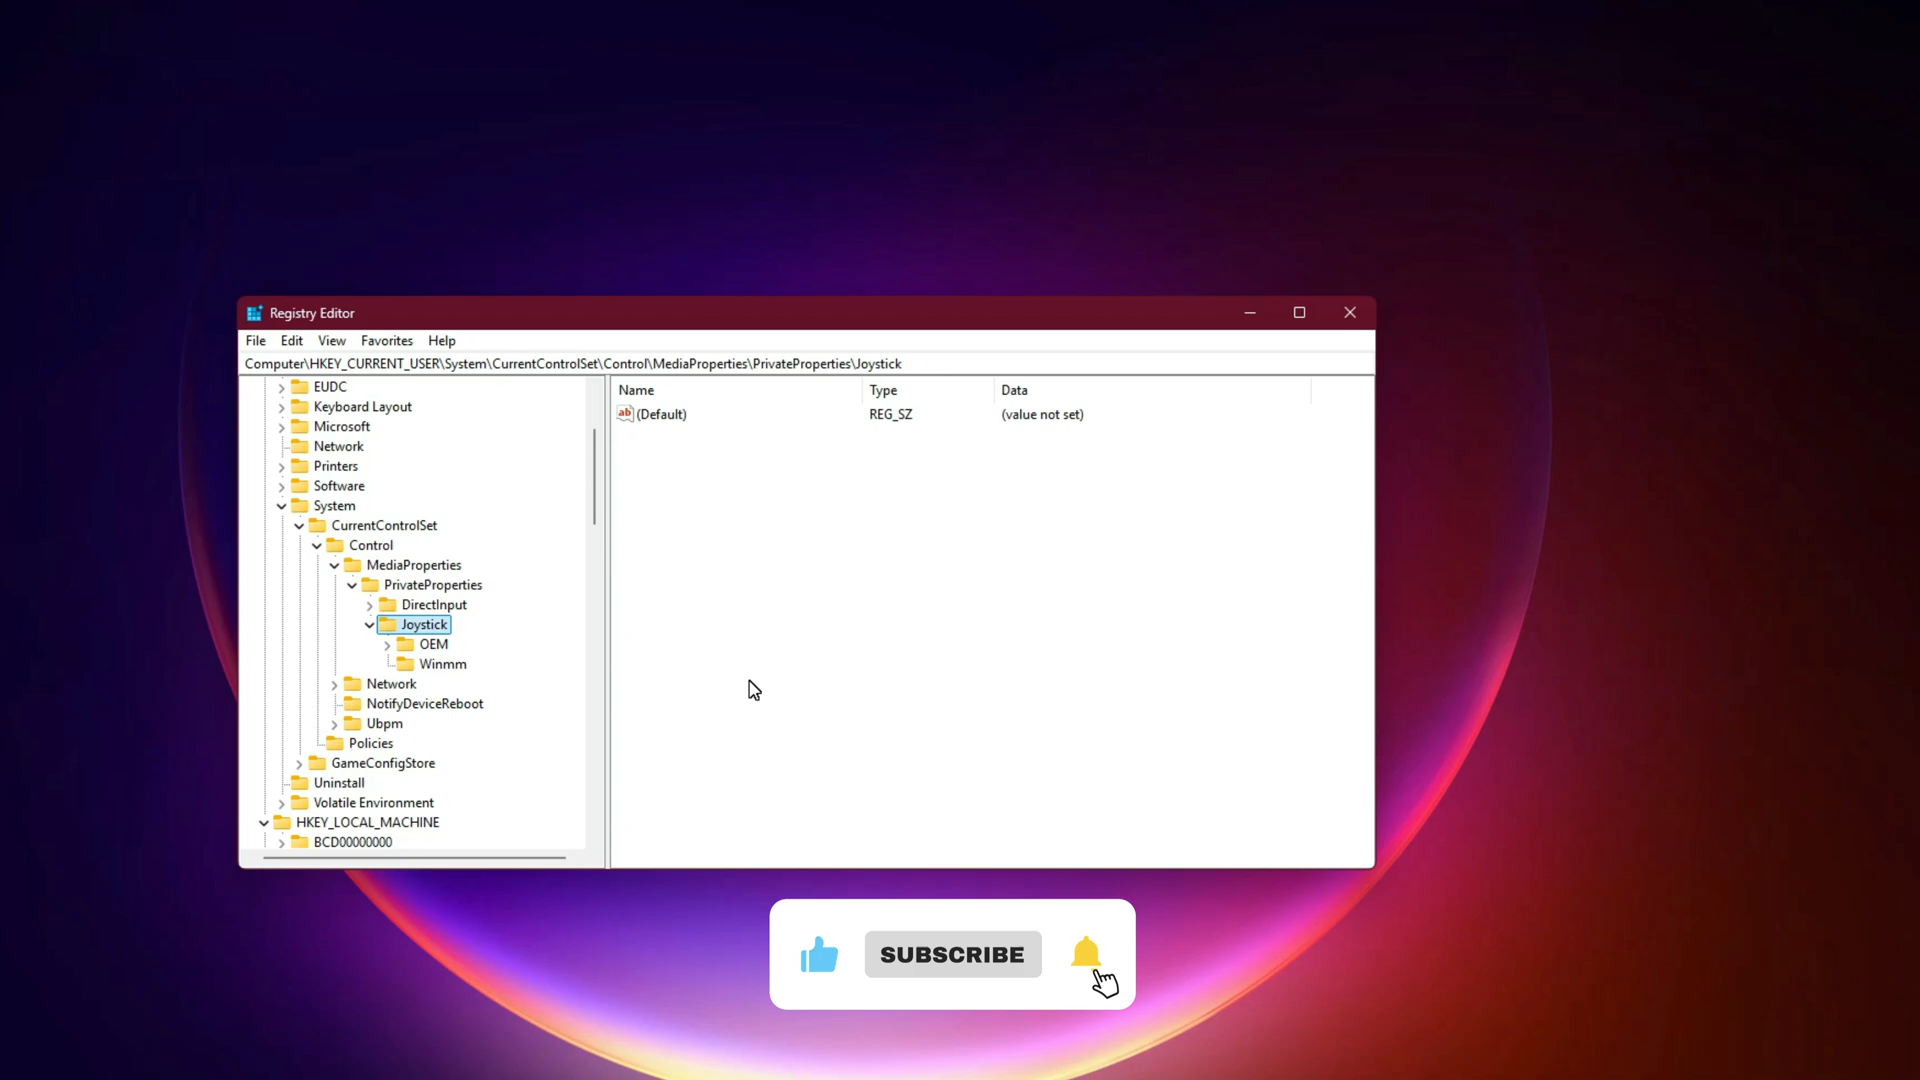 Registry Editor
File Edit View Favorites Help
Computer\HKEY_CURRENT_USER\System\CurrentControlSet\Control\MediaProperties\PrivateProperties\Joystick
EUDC
Keyboard Layout
Microsoft
Network
Printers
Software
System
CurrentControlSet
Control
MediaProperties
PrivateProperties
DirectInput
Joystick
OEM
Winmm
Network
NotifyDeviceReboot
Ubpm
Policies
GameConfigStore
Uninstall
Volatile Environment
HKEY_LOCAL_MACHINE
BCD00000000
Name Type Data
ab (Default) REG_SZ (value not set)
SUBSCRIBE